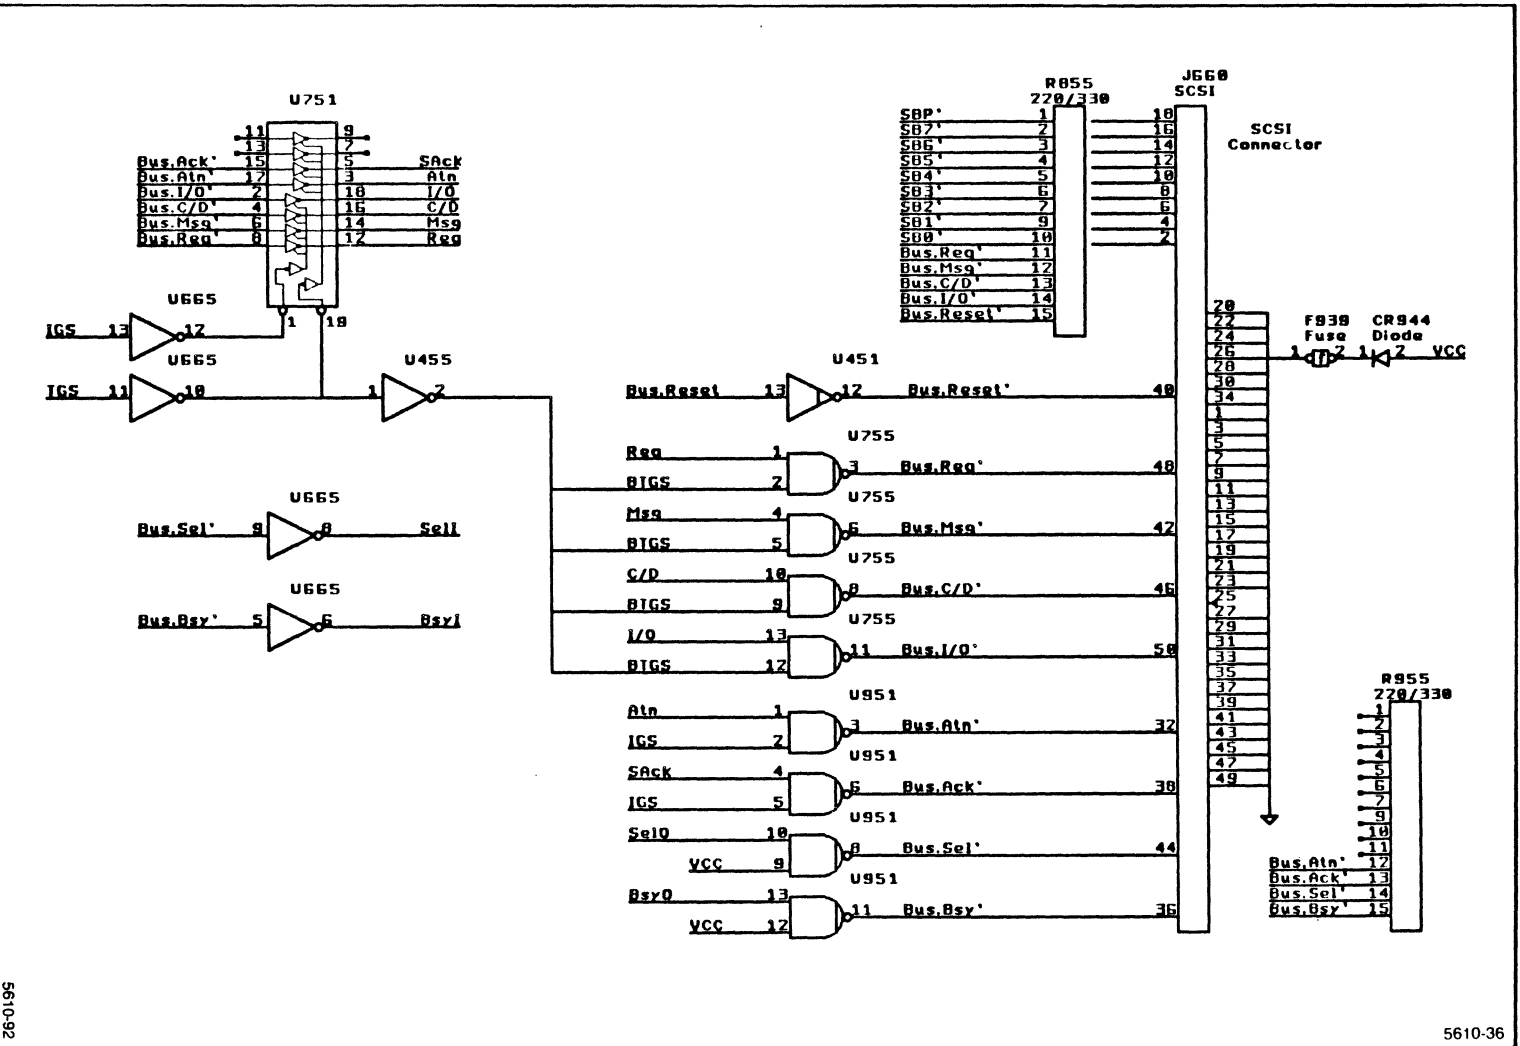 U751
11 9
13 7
Bus.Ack' 15 5 SAck
Bus.Atn' 17 3 Atn
Bus.I/O' 2 18 I/O
Bus.C/D' 4 16 C/D
Bus.Msg' 6 14 Msg
Bus.Req' 8 12 Req
1 19
U665
IGS 13 12
U665
IGS 11 10
U455
1 2
U665
Bus.Sel' 9 8 SelI
U665
Bus.Bsy' 5 6 BsyI
R855
220/330
SBP' 1
SB7' 2
SB6' 3
SB5' 4
SB4' 5
SB3' 6
SB2' 7
SB1' 9
SB0' 10
Bus.Req' 11
Bus.Msg' 12
Bus.C/D' 13
Bus.I/O' 14
Bus.Reset' 15
J660
SCSI
SCSI
Connector
18
16
14
12
10
8
6
4
2
U451
Bus.Reset 13 12 Bus.Reset' 40
U755
Req 1
BTGS 2
3 Bus.Req' 48
U755
Msg 4
BTGS 5
6 Bus.Msg' 42
U755
C/D 10
BTGS 9
8 Bus.C/D' 46
U755
I/O 13
BTGS 12
11 Bus.I/O' 50
U951
Atn 1
IGS 2
3 Bus.Atn' 32
U951
SAck 4
IGS 5
6 Bus.Ack' 38
U951
SelO 10
VCC 9
8 Bus.Sel' 44
U951
BsyO 13
VCC 12
11 Bus.Bsy' 36
20
22
24
26
28
30
34
1
3
5
7
9
11
13
15
17
19
21
23
25
27
29
31
33
35
37
39
41
43
45
47
49
F939
Fuse
1 2
CR944
Diode
1 2 VCC
R955
220/330
1
2
3
4
5
6
7
9
10
11
Bus.Atn' 12
Bus.Ack' 13
Bus.Sel' 14
Bus.Bsy' 15
5610-92
5610-36